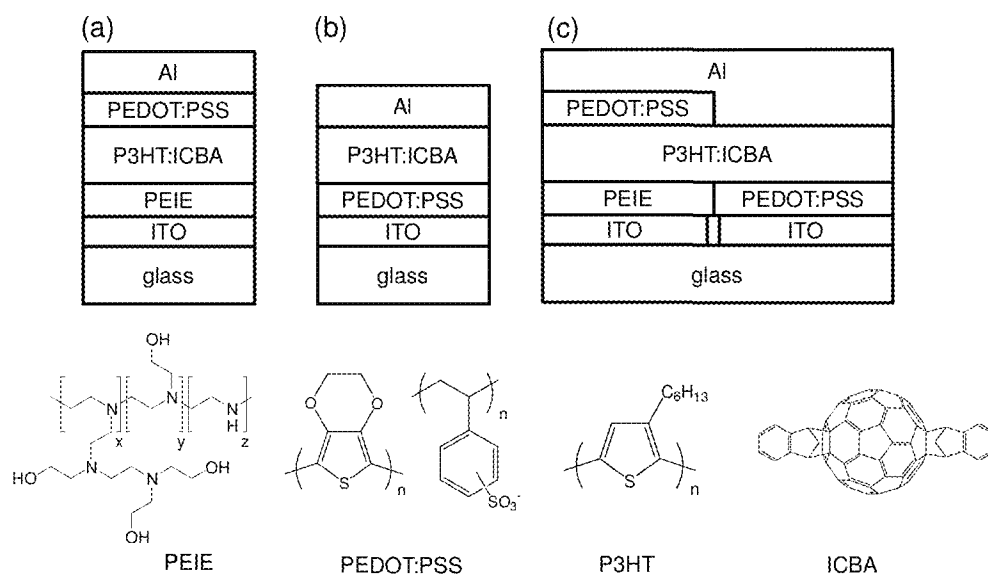 (a)
Al
PEDOT:PSS
P3HT:ICBA
PEIE
ITO
glass
(b)
Al
P3HT:ICBA
PEDOT:PSS
ITO
glass
(c)
Al
PEDOT:PSS
P3HT:ICBA
PEIE PEDOT:PSS
ITO ITO
glass
OH
N x N y N H z
HO N N OH
OH
PEIE
O O
S n
n
SO3-
PEDOT:PSS
C6H13
S n
P3HT
ICBA